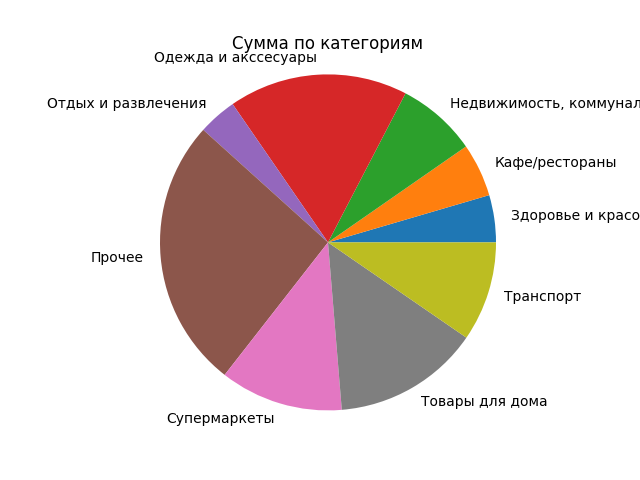 Сумма по категориям
Одежда и акссесуары
Отдых и развлечения
Недвижимость, коммунал
Кафе/рестораны
Здоровье и красо
Прочее
Транспорт
Товары для дома
Супермаркеты